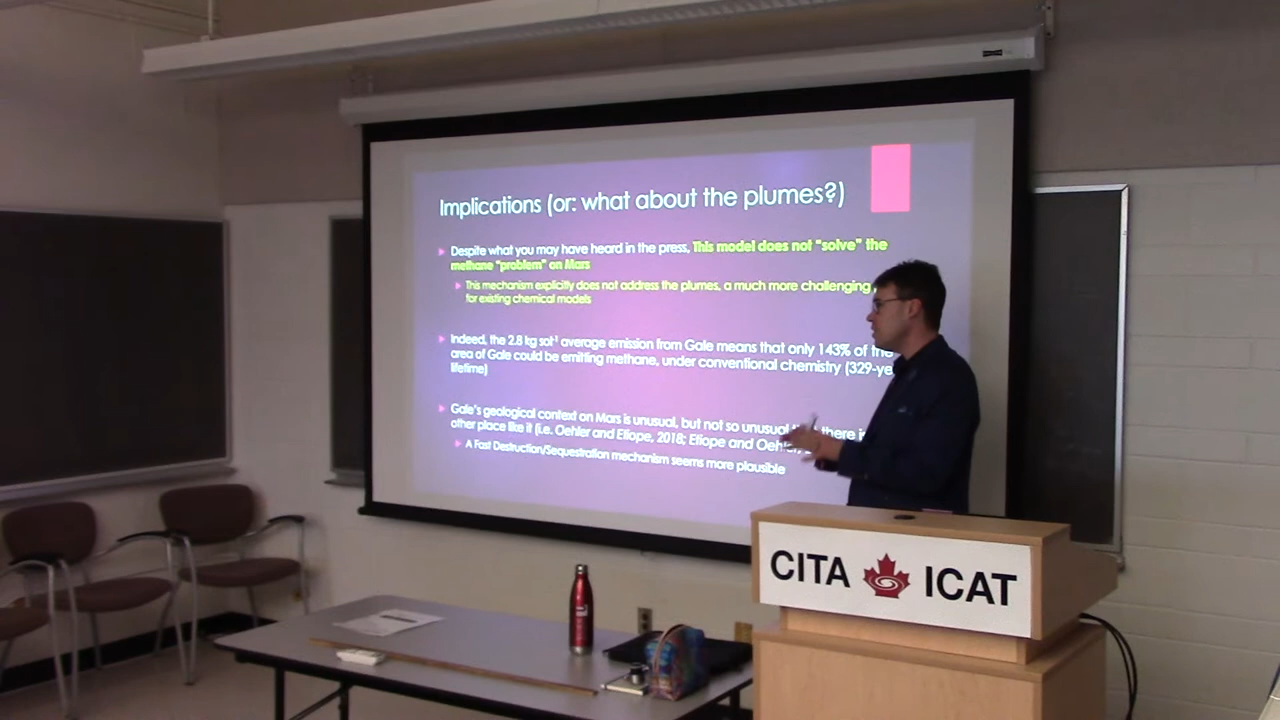 Implications (or: what about the plumes?)
Despite what you may have heard in the press, This model does not "solve" the
methane "problem" on Mars
This mechanism explicitly does not address the plumes, a much more challenging
for existing chemical models
Indeed, the 2.8 kg sol-1 average emission from Gale means that only 143% of the
area of Gale could be emitting methane, under conventional chemistry (329-ye
lifetime)
Gale's geological context on Mars is unusual, but not so unusual there is
other place like it (i.e. Oehler and Etiope, 2018; Etiope and Oehler,
A Fast Destruction/Sequestration mechanism seems more plausible
CITA ICAT